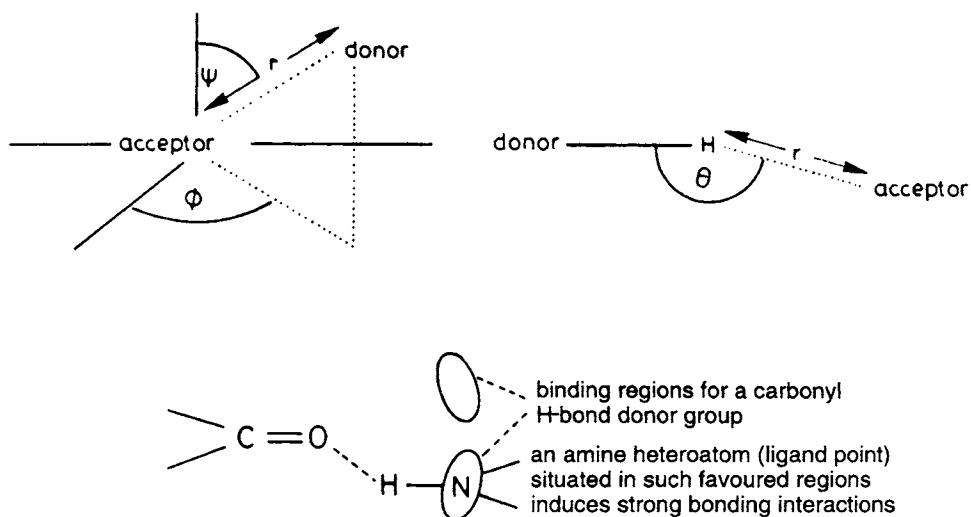 ψ
r
donor
acceptor
ϕ
donor
H
r
θ
acceptor
binding regions for a carbonyl
H-bond donor group
C
O
H
N
an amine heteroatom (ligand point)
situated in such favoured regions
induces strong bonding interactions